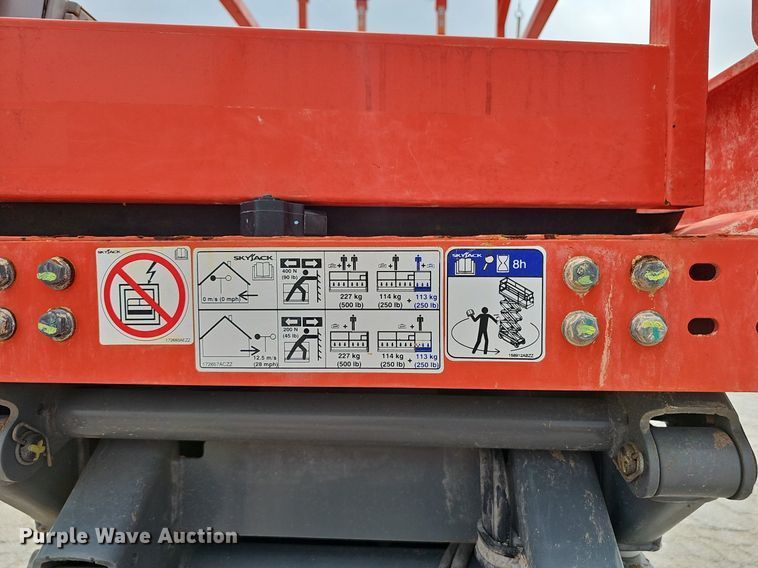 SKYJACK
172660AEZZ
SKYJACK
0 m/s (0 mph)
400 N
(90 lb)
227 kg
(500 lb)
114 kg
(250 lb)
+
113 kg
(250 lb)
12.5 m/s
(28 mph)
200 N
(45 lb)
227 kg
(500 lb)
114 kg
(250 lb)
+
113 kg
(250 lb)
172657ACZZ
SKYJACK
8h
Purple Wave Auction